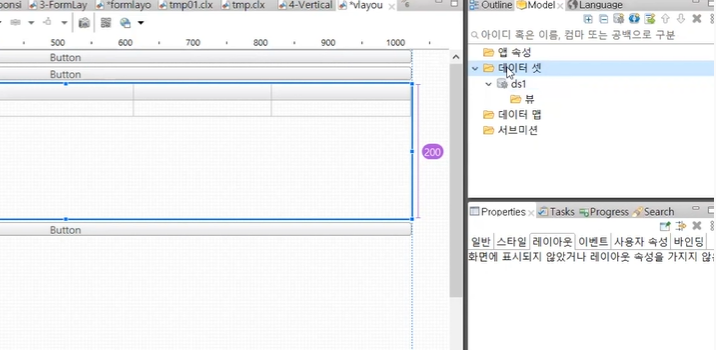 onsi 3-FormLay *formlayo tmp01.clx tmp.clx 4-Vertical *vlayou
Outline Model Language
500 600 700 800 900 1000
아이디 혹은 이름, 컴마 또는 공백으로 구분
Button
앱 속성
Button
데이터 셋
ds1
뷰
데이터 맵
서브미션
200
Button
Properties Tasks Progress Search
일반 스타일 레이아웃 이벤트 사용자 속성 바인딩
화면에 표시되지 않았거나 레이아웃 속성을 가지지 않